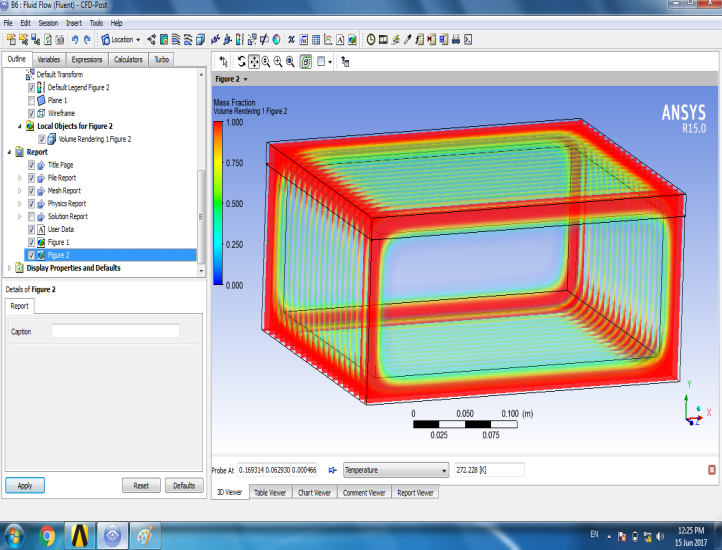 B6 : Fluid Flow (Fluent) - CFD-Post
File Edit Session Insert Tools Help
Location
Outline Variables Expressions Calculators Turbo
Default Transform
Default Legend Figure 2
Plane 1
Wireframe
Local Objects for Figure 2
Volume Rendering 1 Figure 2
Report
Title Page
File Report
Mesh Report
Physics Report
Solution Report
User Data
Figure 1
Figure 2
Display Properties and Defaults
Details of Figure 2
Report
Caption
Apply Reset Defaults
Figure 2
Mass Fraction
Volume Rendering 1 Figure 2
1.000
0.750
0.500
0.250
0.000
ANSYS
R15.0
Y
X
Z
0 0.050 0.100 (m)
0.025 0.075
Probe At 0.169314 0.062930 0.000466 Temperature 272.228 [K]
3D Viewer Table Viewer Chart Viewer Comment Viewer Report Viewer
EN
12:25 PM
15 Jun 2017